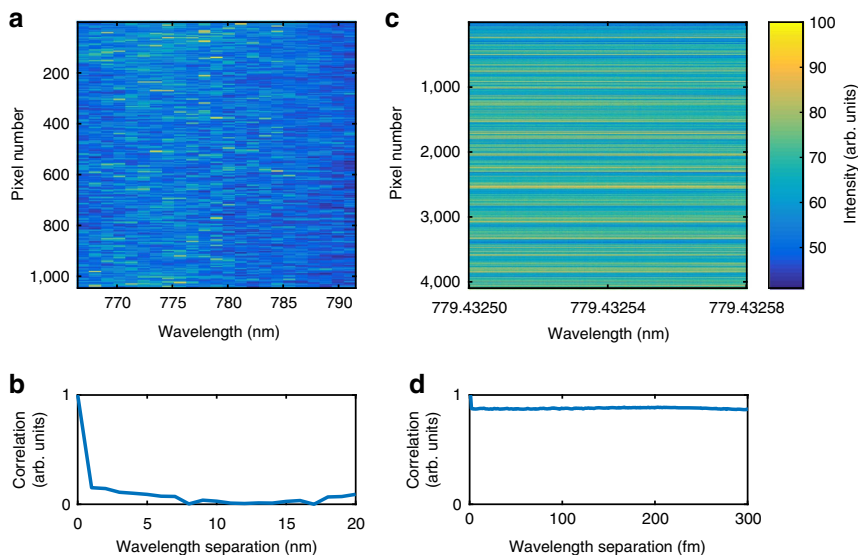 a
Pixel number
200
400
600
800
1,000
770 775 780 785 790
Wavelength (nm)
c
Pixel number
1,000
2,000
3,000
4,000
779.43250 779.43254 779.43258
Wavelength (nm)
100
90
80
70
60
50
Intensity (arb. units)
b
Correlation
(arb. units)
1
0
0 5 10 15 20
Wavelength separation (nm)
d
Correlation
(arb. units)
1
0
0 100 200 300
Wavelength separation (fm)